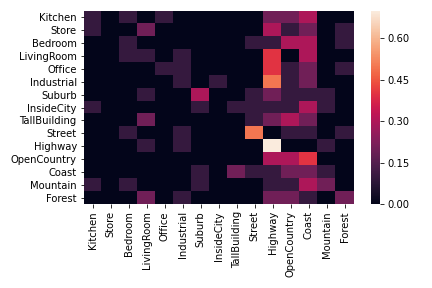 Kitchen
Store
Bedroom
LivingRoom
Office
Industrial
Suburb
InsideCity
TallBuilding
Street
Highway
OpenCountry
Coast
Mountain
Forest
Kitchen
Store
Bedroom
LivingRoom
Office
Industrial
Suburb
InsideCity
TallBuilding
Street
Highway
OpenCountry
Coast
Mountain
Forest
0.60
0.45
0.30
0.15
0.00